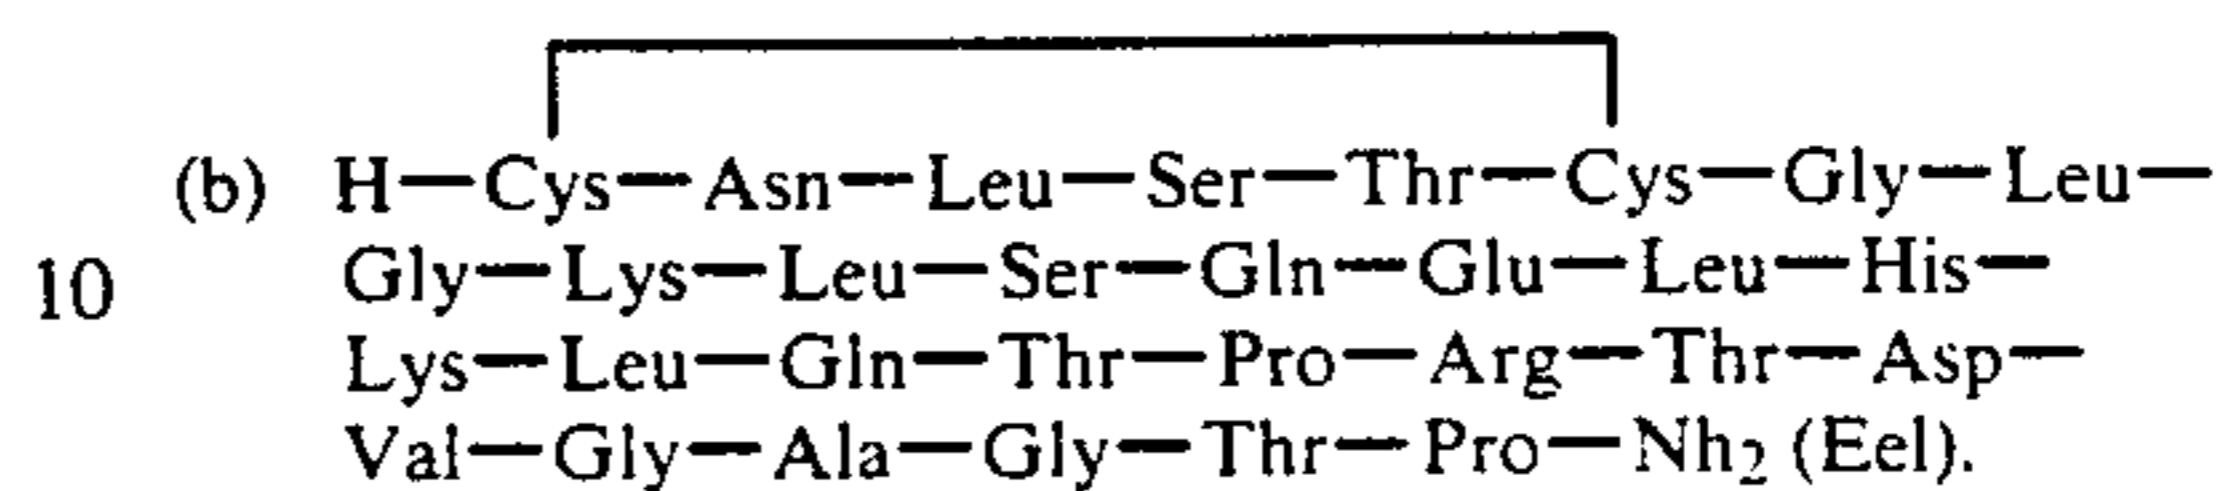 (b) H—Cys—Asn—Leu—Ser—Thr—Cys—Gly—Leu—
10 Gly—Lys—Leu—Ser—Gln—Glu—Leu—His—
Lys—Leu—Gln—Thr—Pro—Arg—Thr—Asp—
Val—Gly—Ala—Gly—Thr—Pro—Nh₂ (Eel).